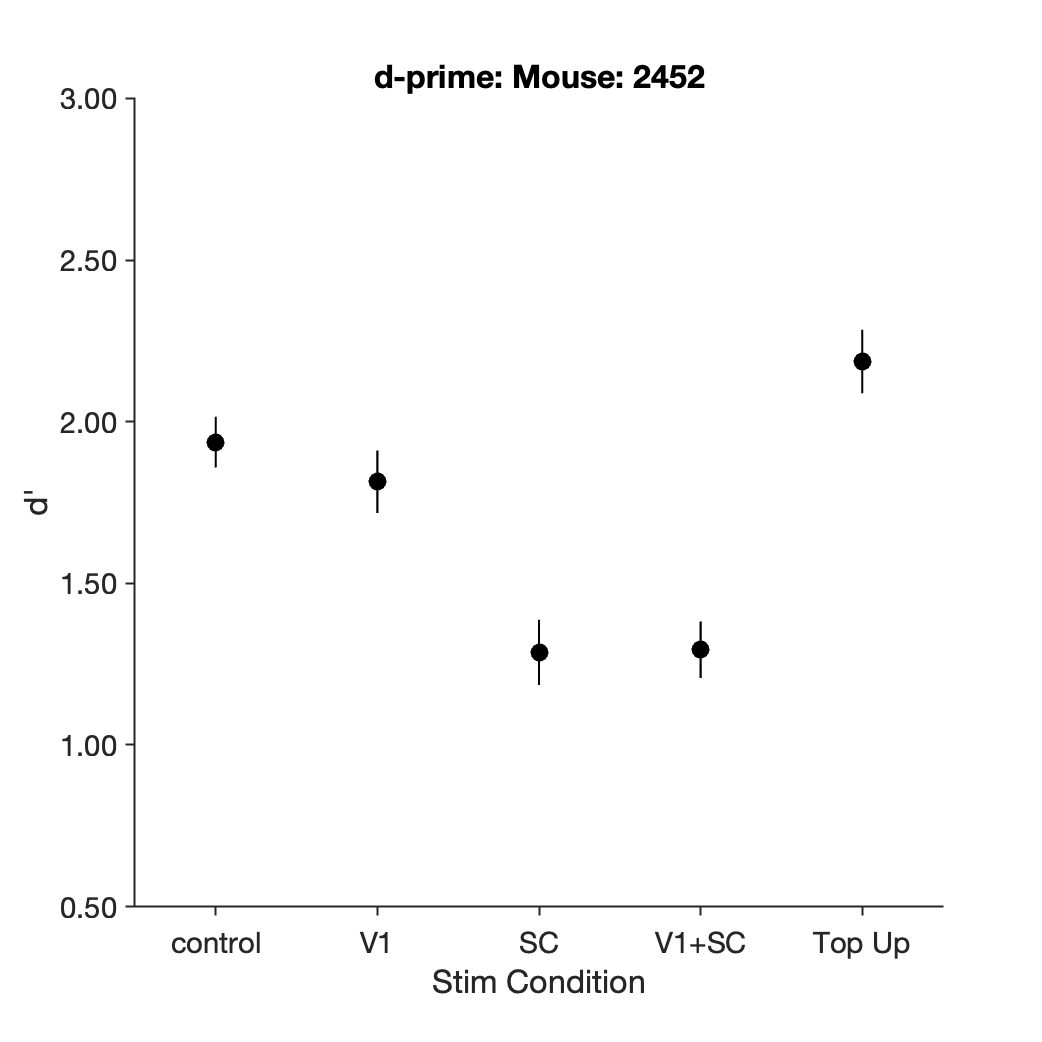 d-prime: Mouse: 2452
3.00
2.50
2.00
1.50
1.00
0.50
d'
control V1 SC V1+SC Top Up
Stim Condition